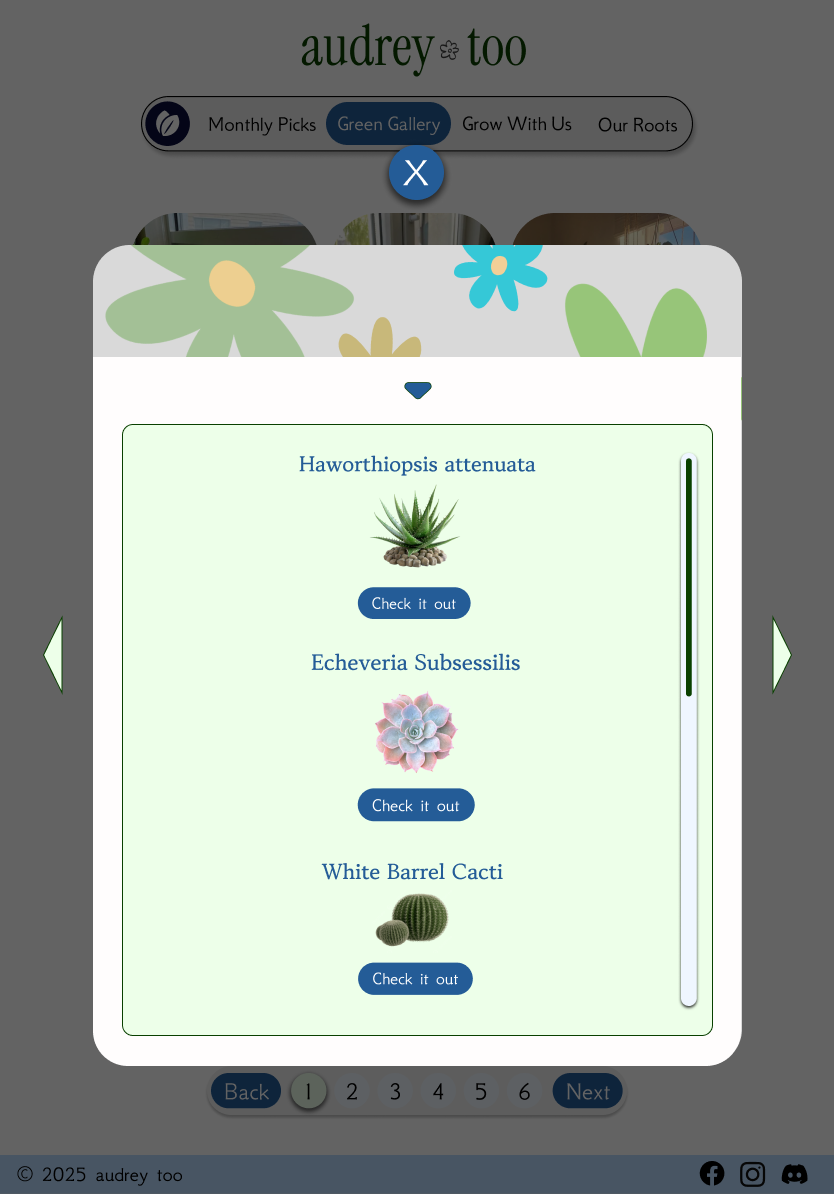 audrey too
Monthly Picks Green Gallery Grow With Us Our Roots
X
Haworthiopsis attenuata
Check it out
Echeveria Subsessilis
Check it out
White Barrel Cacti
Check it out
Back 1 2 3 4 5 6 Next
© 2025 audrey too